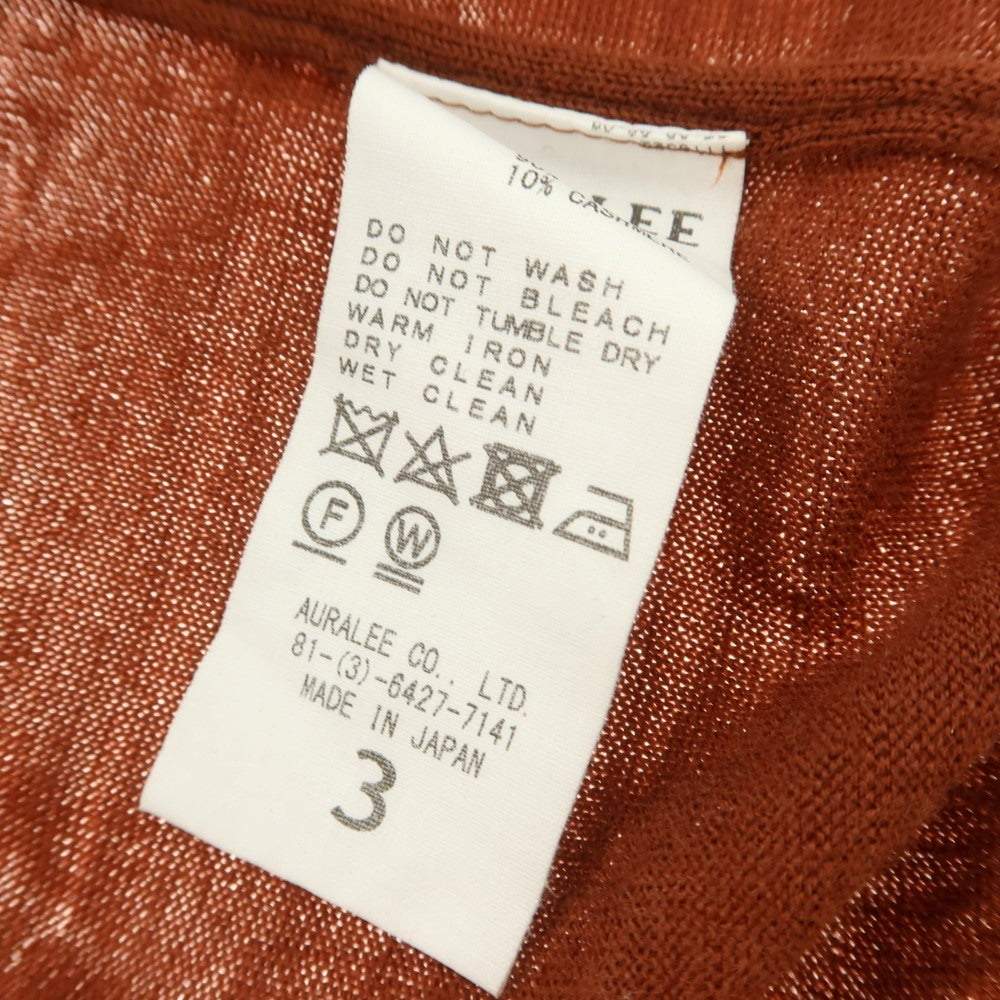 10%
LEE
DO NOT WASH
DO NOT BLEACH
DO NOT TUMBLE DRY
WARM IRON
DRY CLEAN
WET CLEAN
F W
AURALEE CO., LTD.
81-(3)-6427-7141
MADE IN JAPAN
3